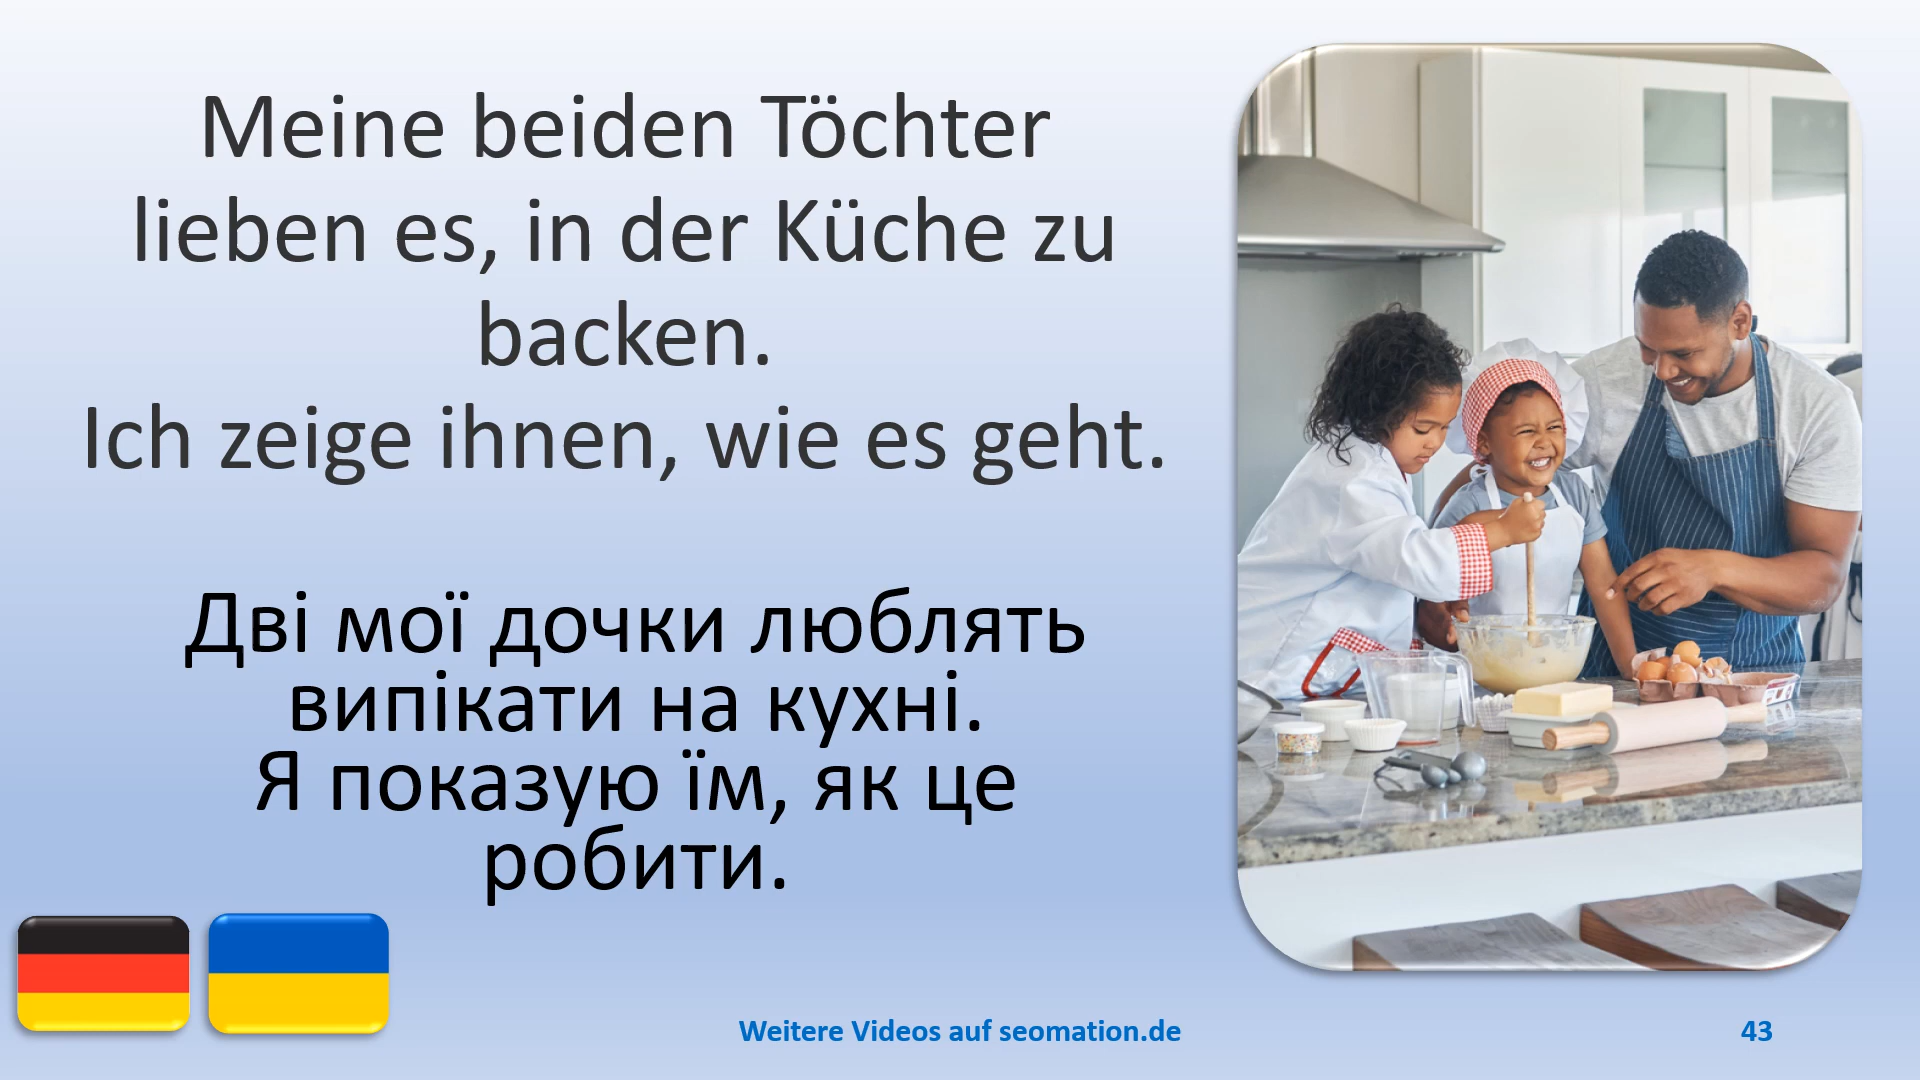 Meine beiden Töchter
lieben es, in der Küche zu
backen.
Ich zeige ihnen, wie es geht.
Дві мої дочки люблять
випікати на кухні.
Я показую їм, як це
робити.
Weitere Videos auf seomation.de
43